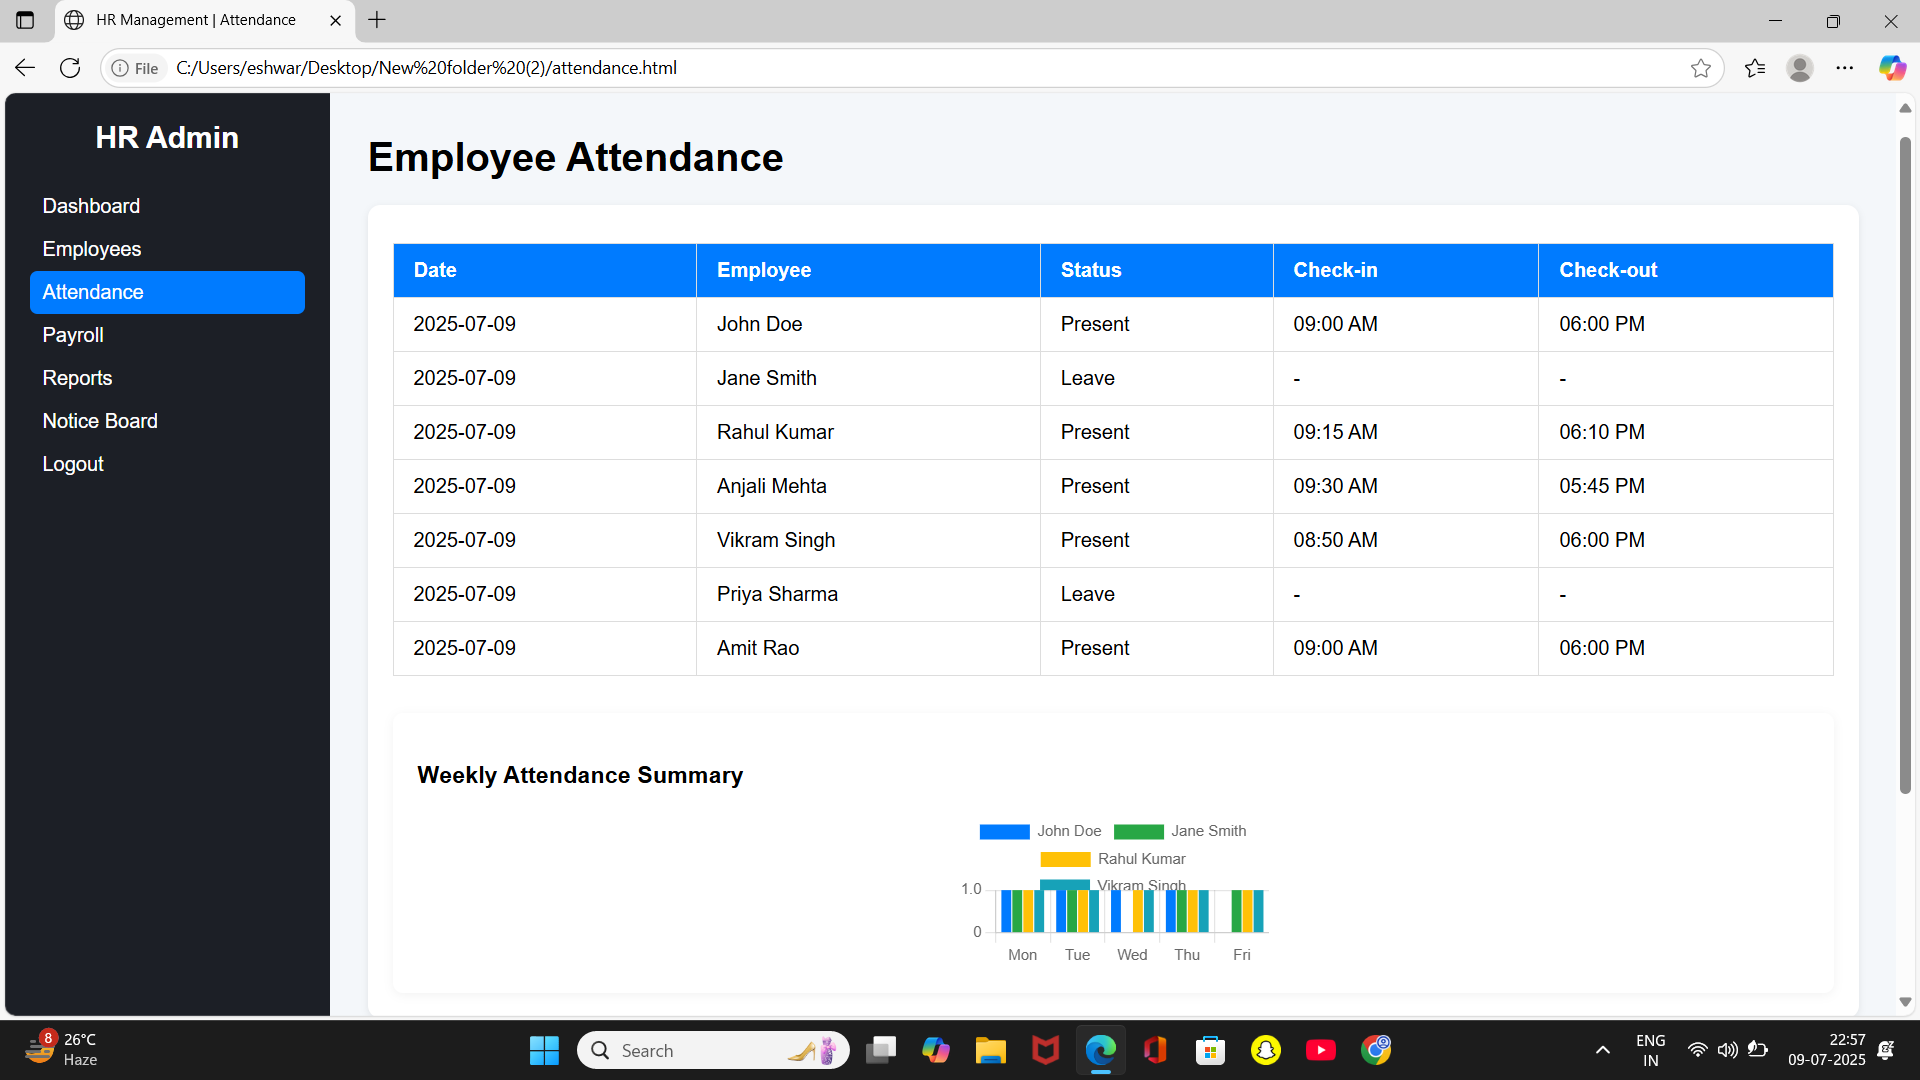 HR Management | Attendance
File C:/Users/eshwar/Desktop/New%20folder%20(2)/attendance.html
HR Admin
Dashboard
Employees
Attendance
Payroll
Reports
Notice Board
Logout
Employee Attendance
Date Employee Status Check-in Check-out
2025-07-09 John Doe Present 09:00 AM 06:00 PM
2025-07-09 Jane Smith Leave - -
2025-07-09 Rahul Kumar Present 09:15 AM 06:10 PM
2025-07-09 Anjali Mehta Present 09:30 AM 05:45 PM
2025-07-09 Vikram Singh Present 08:50 AM 06:00 PM
2025-07-09 Priya Sharma Leave - -
2025-07-09 Amit Rao Present 09:00 AM 06:00 PM
Weekly Attendance Summary
John Doe Jane Smith
Rahul Kumar
Vikram Singh
1.0
0
Mon Tue Wed Thu Fri
8
26°C
Haze
Search
ENG
IN
22:57
09-07-2025